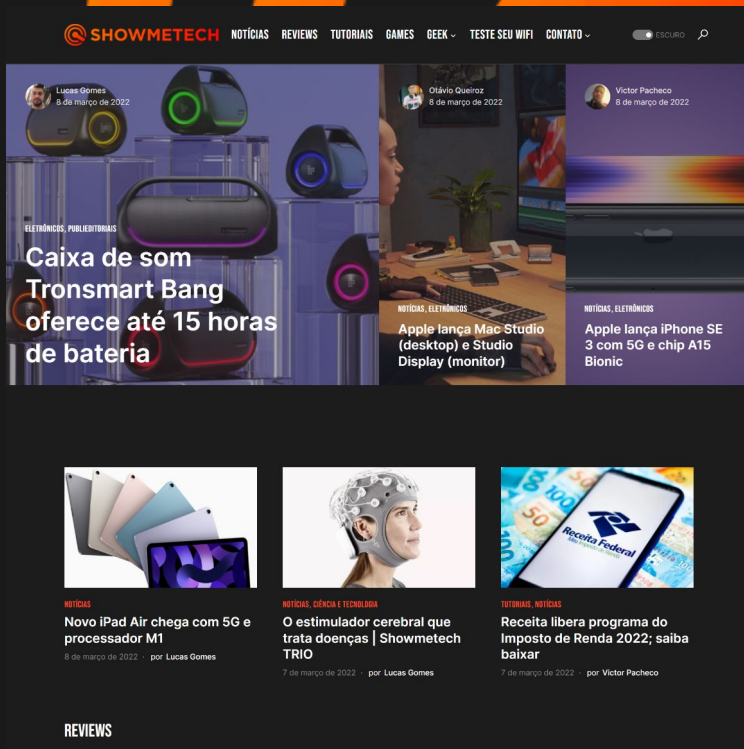 SHOWMETECH NOTÍCIAS REVIEWS TUTORIAIS GAMES GEEK TESTE SEU WIFI CONTATO ESCURO
Lucas Gomes
8 de março de 2022
ELETRÔNICOS, PUBLIEDITORIAIS
Caixa de som
Tronsmart Bang
oferece até 15 horas
de bateria
Otávio Queiroz
8 de março de 2022
NOTÍCIAS, ELETRÔNICOS
Apple lança Mac Studio
(desktop) e Studio
Display (monitor)
Victor Pacheco
8 de março de 2022
NOTÍCIAS, ELETRÔNICOS
Apple lança iPhone SE
3 com 5G e chip A15
Bionic
NOTÍCIAS
Novo iPad Air chega com 5G e
processador M1
8 de março de 2022 · por Lucas Gomes
NOTÍCIAS, CIÊNCIA E TECNOLOGIA
O estimulador cerebral que
trata doenças | Showmetech
TRIO
7 de março de 2022 · por Lucas Gomes
100
50
Receita Federal
TUTORIAIS, NOTÍCIAS
Receita libera programa do
Imposto de Renda 2022; saiba
baixar
7 de março de 2022 · por Victor Pacheco
REVIEWS